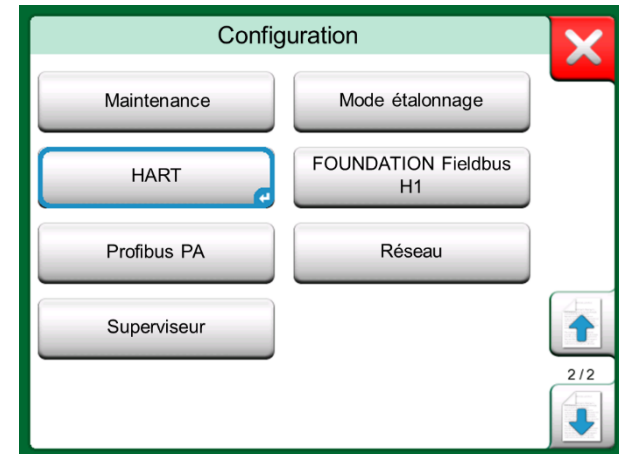 Configuration
Maintenance
Mode étalonnage
HART
FOUNDATION Fieldbus
H1
Profibus PA
Réseau
Superviseur
2/2